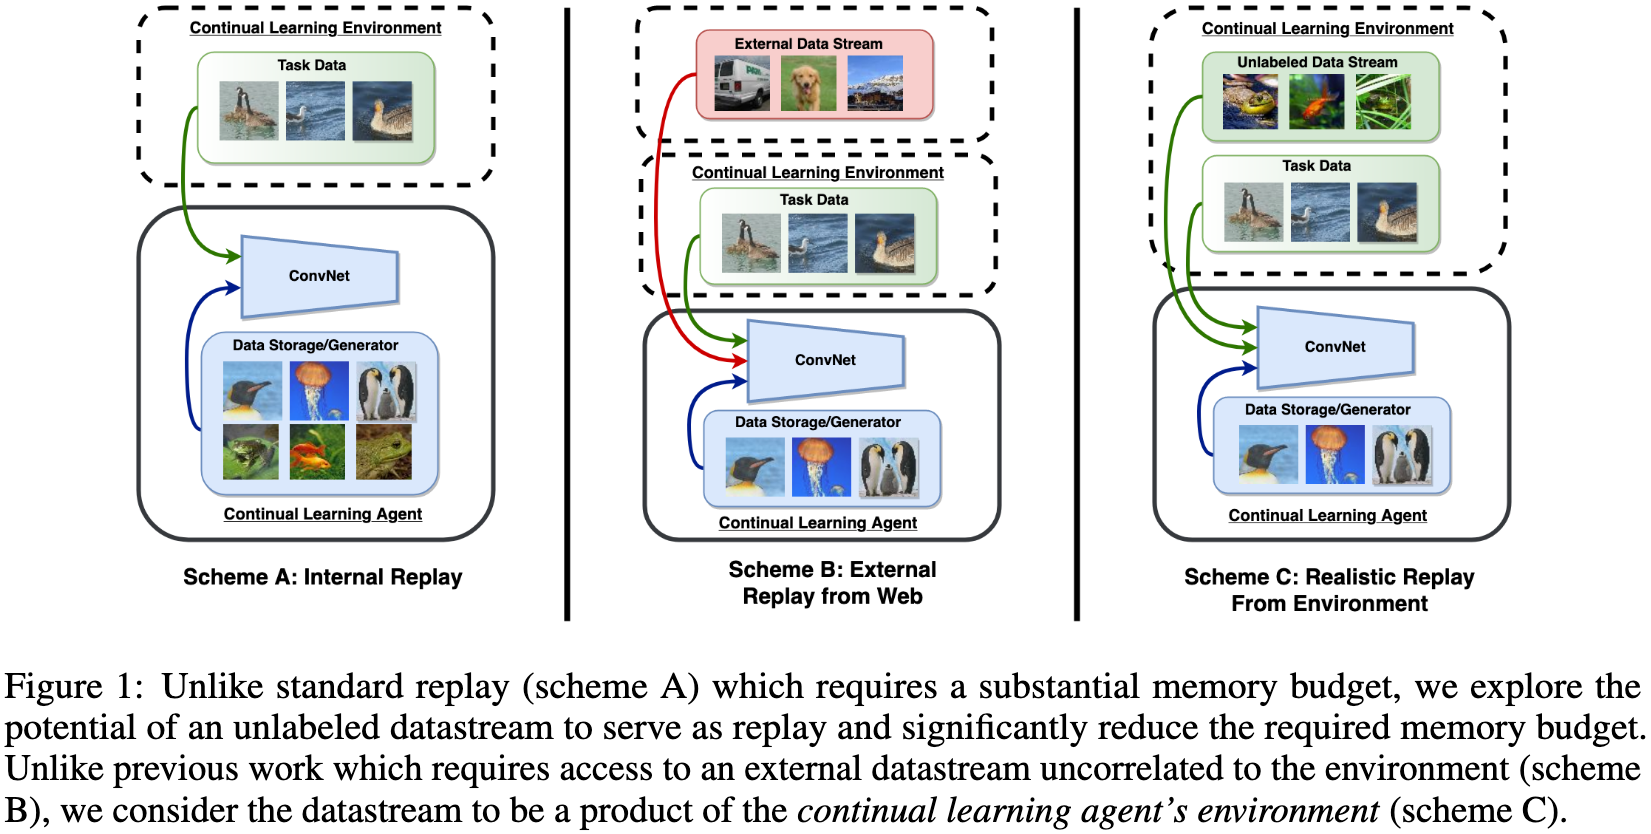 Continual Learning Environment
Task Data
ConvNet
Data Storage/Generator
Continual Learning Agent
Scheme A: Internal Replay
External Data Stream
Continual Learning Environment
Task Data
ConvNet
Data Storage/Generator
Continual Learning Agent
Scheme B: External
Replay from Web
Continual Learning Environment
Unlabeled Data Stream
Task Data
ConvNet
Data Storage/Generator
Continual Learning Agent
Scheme C: Realistic Replay
From Environment
Figure 1: Unlike standard replay (scheme A) which requires a substantial memory budget, we explore the
potential of an unlabeled datastream to serve as replay and significantly reduce the required memory budget.
Unlike previous work which requires access to an external datastream uncorrelated to the environment (scheme
B), we consider the datastream to be a product of the continual learning agent's environment (scheme C).